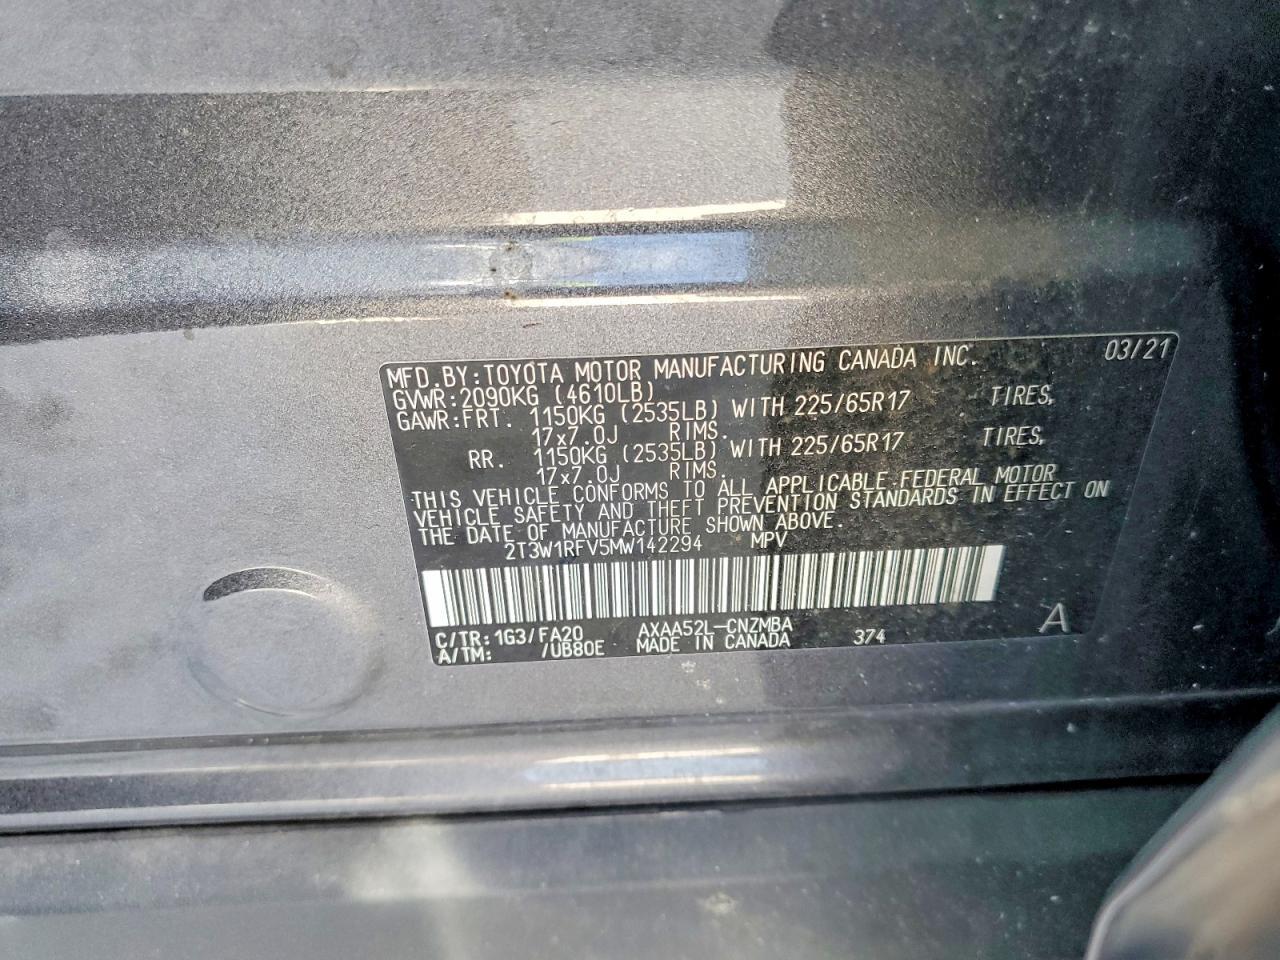 MFD.BY:TOYOTA MOTOR MANUFACTURING CANADA INC. 03/21
GVWR:2090KG (4610LB)
GAWR:FRT. 1150KG (2535LB) WITH 225/65R17 TIRES,
17x7.0J RIMS.
RR. 1150KG (2535LB) WITH 225/65R17 TIRES,
17x7.0J RIMS.
THIS VEHICLE CONFORMS TO ALL APPLICABLE FEDERAL MOTOR
VEHICLE SAFETY AND THEFT PREVENTION STANDARDS IN EFFECT ON
THE DATE OF MANUFACTURE SHOWN ABOVE.
2T3W1RFV5MW142294 MPV
C/TR:1G3/FA20 AXAA52L-CNZMBA 374 A
A/TM: /UB80E MADE IN CANADA